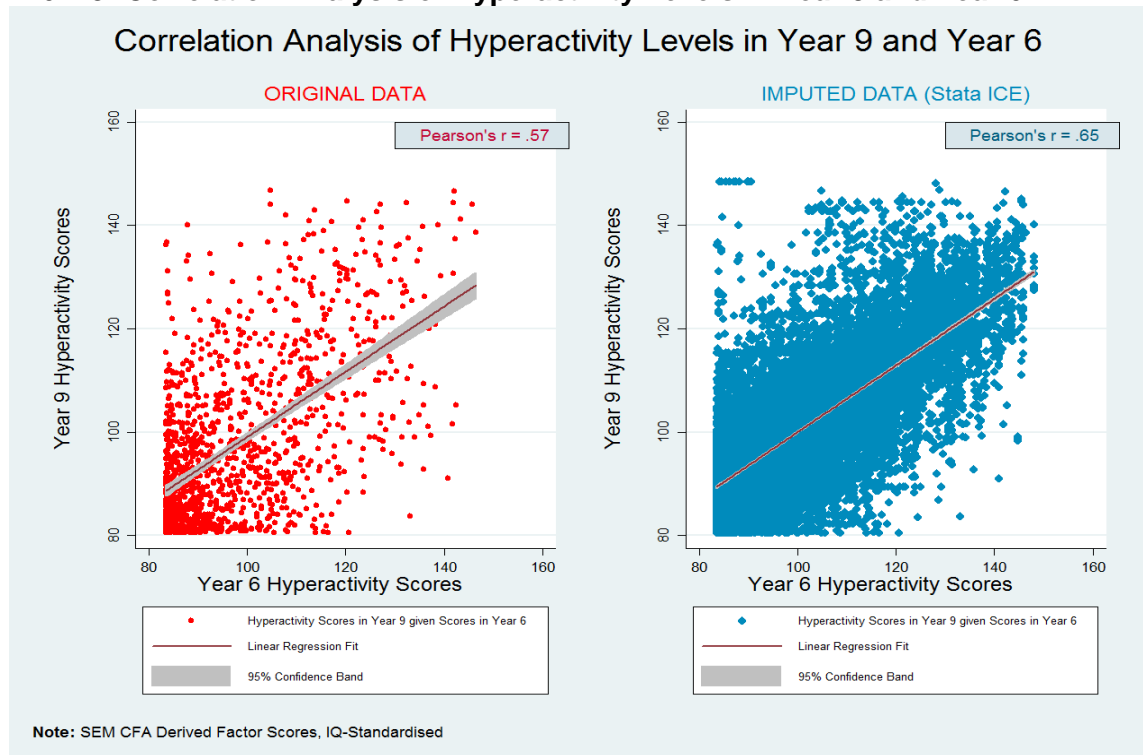 Correlation Analysis of Hyperactivity Levels in Year 9 and Year 6
ORIGINAL DATA
Pearson's r = .57
Year 9 Hyperactivity Scores
160
140
120
100
80
80 100 120 140 160
Year 6 Hyperactivity Scores
Hyperactivity Scores in Year 9 given Scores in Year 6
Linear Regression Fit
95% Confidence Band
IMPUTED DATA (Stata ICE)
Pearson's r = .65
Year 9 Hyperactivity Scores
160
140
120
100
80
80 100 120 140 160
Year 6 Hyperactivity Scores
Hyperactivity Scores in Year 9 given Scores in Year 6
Linear Regression Fit
95% Confidence Band
Note: SEM CFA Derived Factor Scores, IQ-Standardised